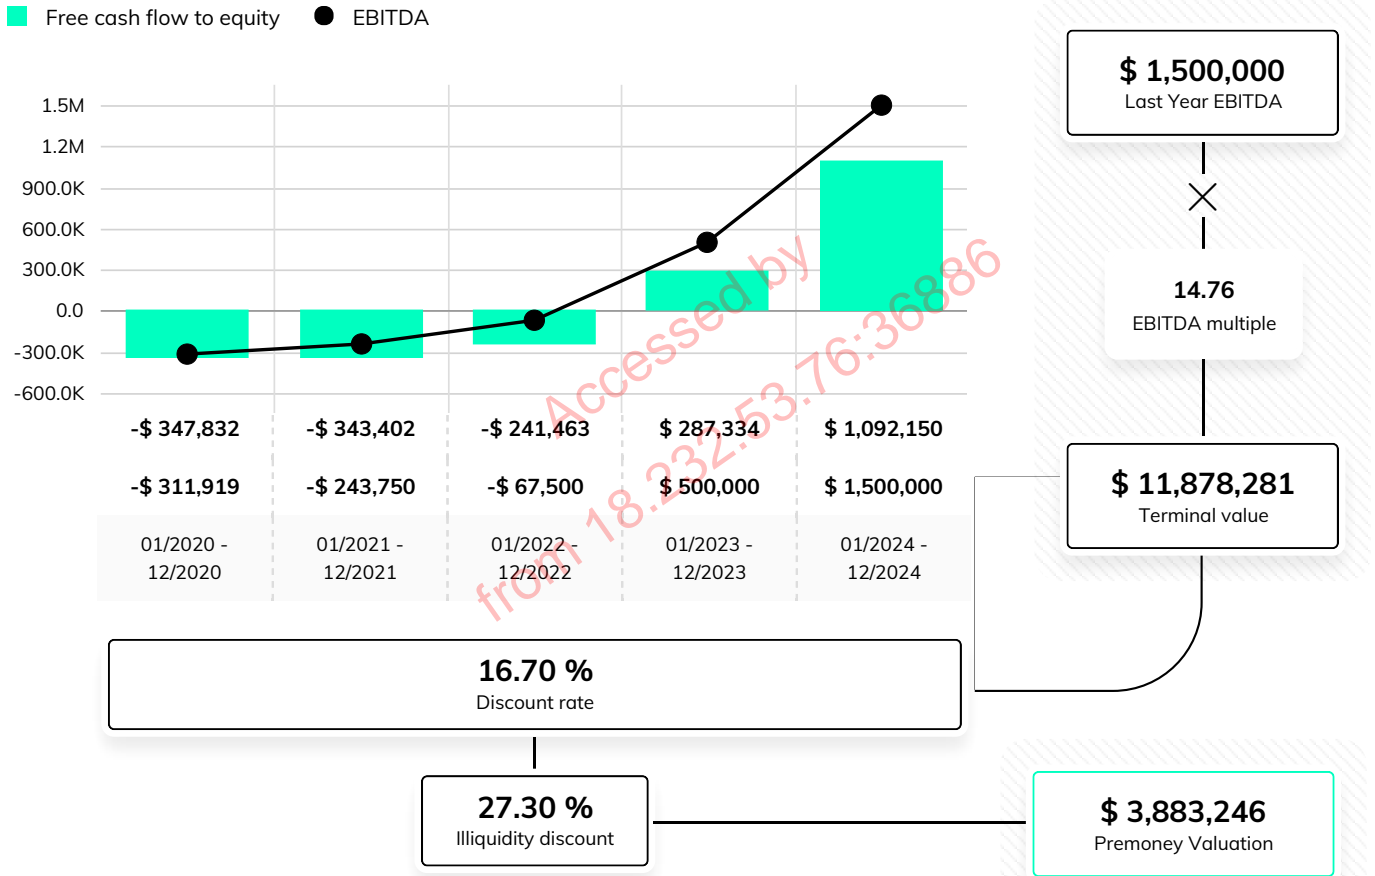 Free cash flow to equity EBITDA
1.5M
1.2M
900.0K
600.0K
300.0K
0.0
-300.0K
-600.0K
-$ 347,832 -$ 343,402 -$ 241,463 $ 287,334 $ 1,092,150
-$ 311,919 -$ 243,750 -$ 67,500 $ 500,000 $ 1,500,000
01/2020 - 01/2021 - 01/2022 - 01/2023 - 01/2024 -
12/2020 12/2021 12/2022 12/2023 12/2024
$ 1,500,000
Last Year EBITDA
14.76
EBITDA multiple
$ 11,878,281
Terminal value
16.70 %
Discount rate
27.30 %
Illiquidity discount
$ 3,883,246
Premoney Valuation
Accessed by
from 18.232.53.76:36886